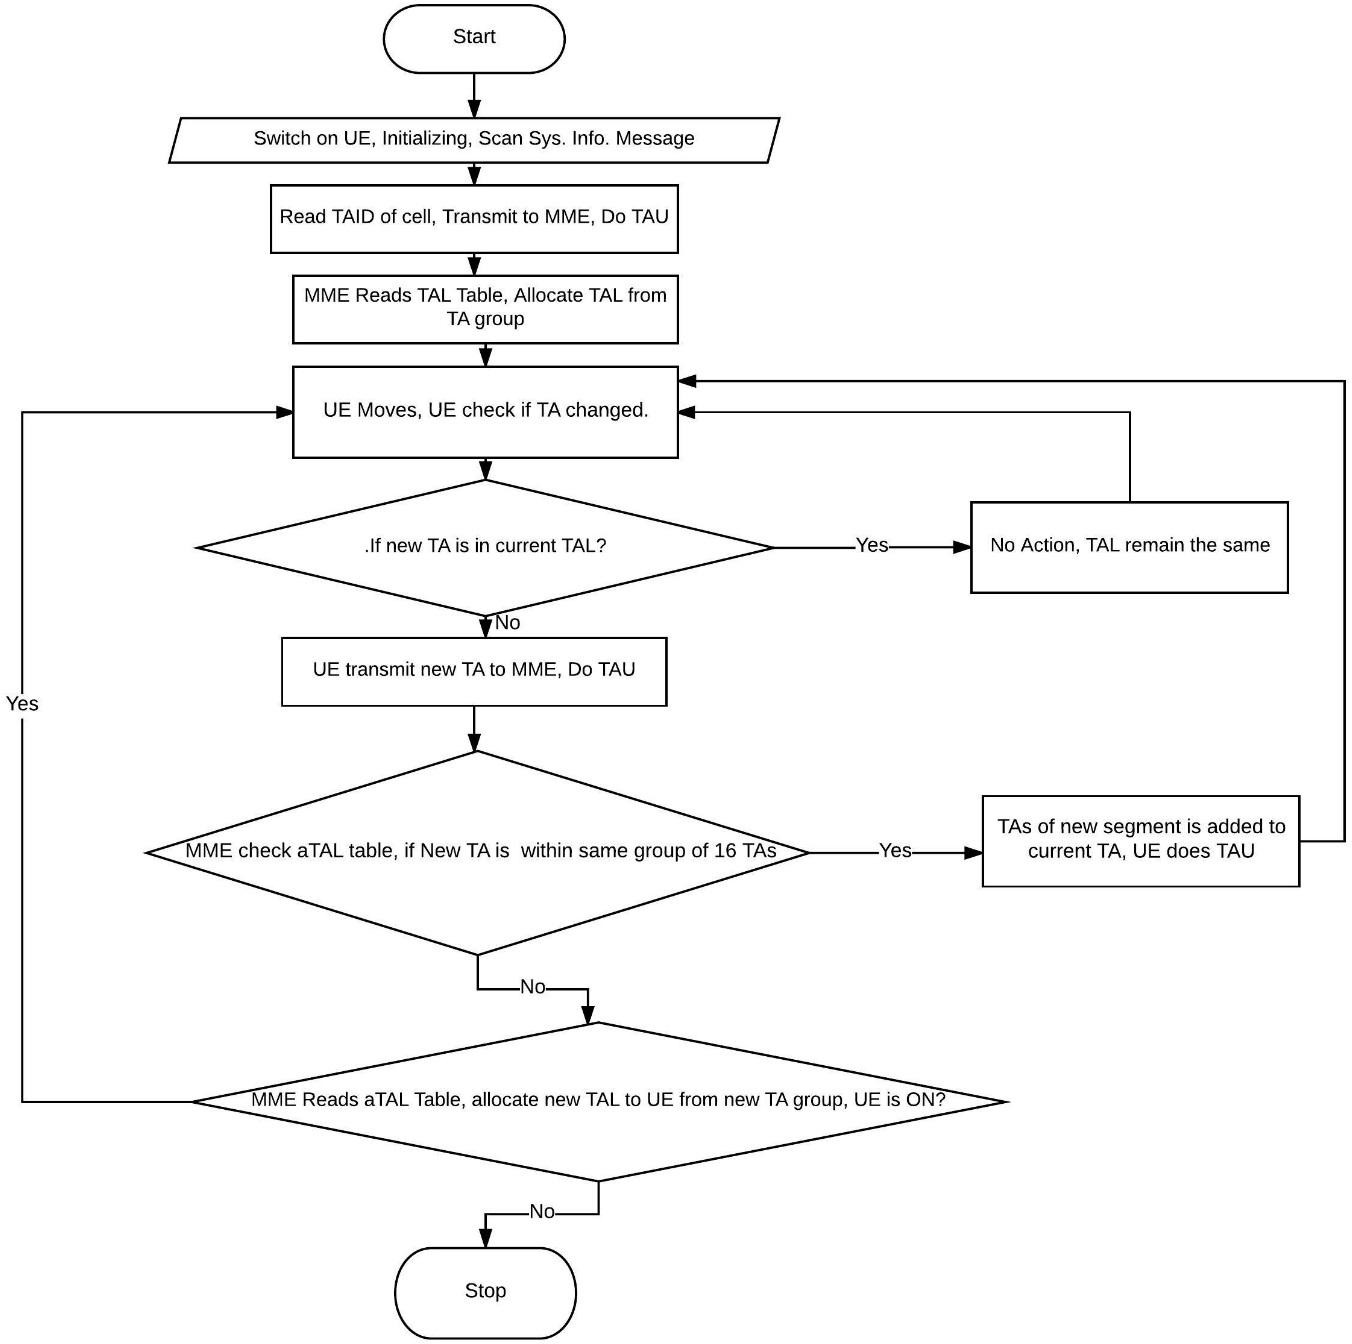 Start
Switch on UE, Initializing, Scan Sys. Info. Message
Read TAID of cell, Transmit to MME, Do TAU
MME Reads TAL Table, Allocate TAL from
TA group
UE Moves, UE check if TA changed.
.If new TA is in current TAL?
Yes
No Action, TAL remain the same
No
UE transmit new TA to MME, Do TAU
Yes
MME check aTAL table, if New TA is  within same group of 16 TAs
Yes
TAs of new segment is added to
current TA, UE does TAU
No
MME Reads aTAL Table, allocate new TAL to UE from new TA group, UE is ON?
No
Stop